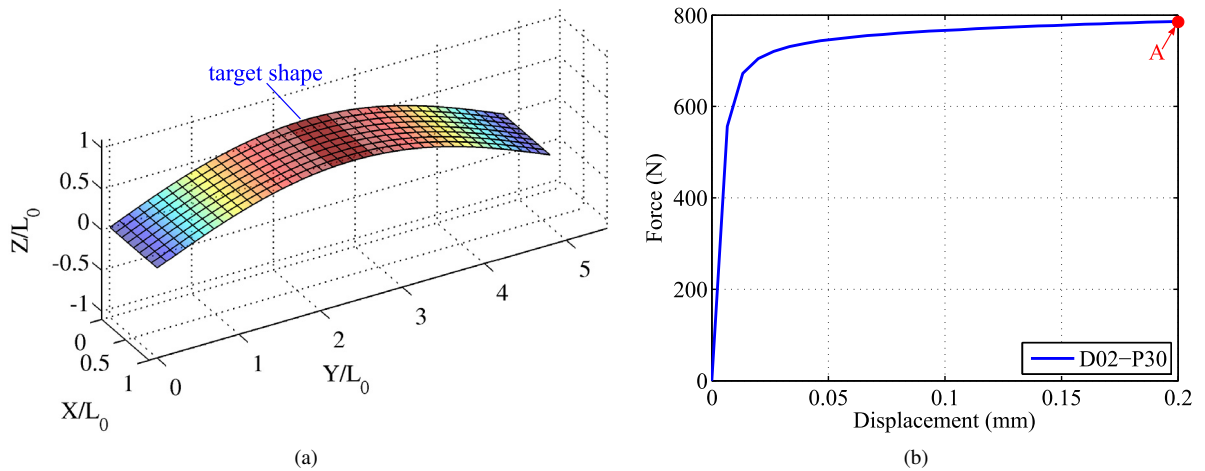 target shape
1
0.5
0
-0.5
-1
Z/L0
0
0.5
1
X/L0
0
1
2
3
4
5
Y/L0
(a)
800
600
400
200
0
Force (N)
A
D02−P30
0 0.05 0.1 0.15 0.2
Displacement (mm)
(b)